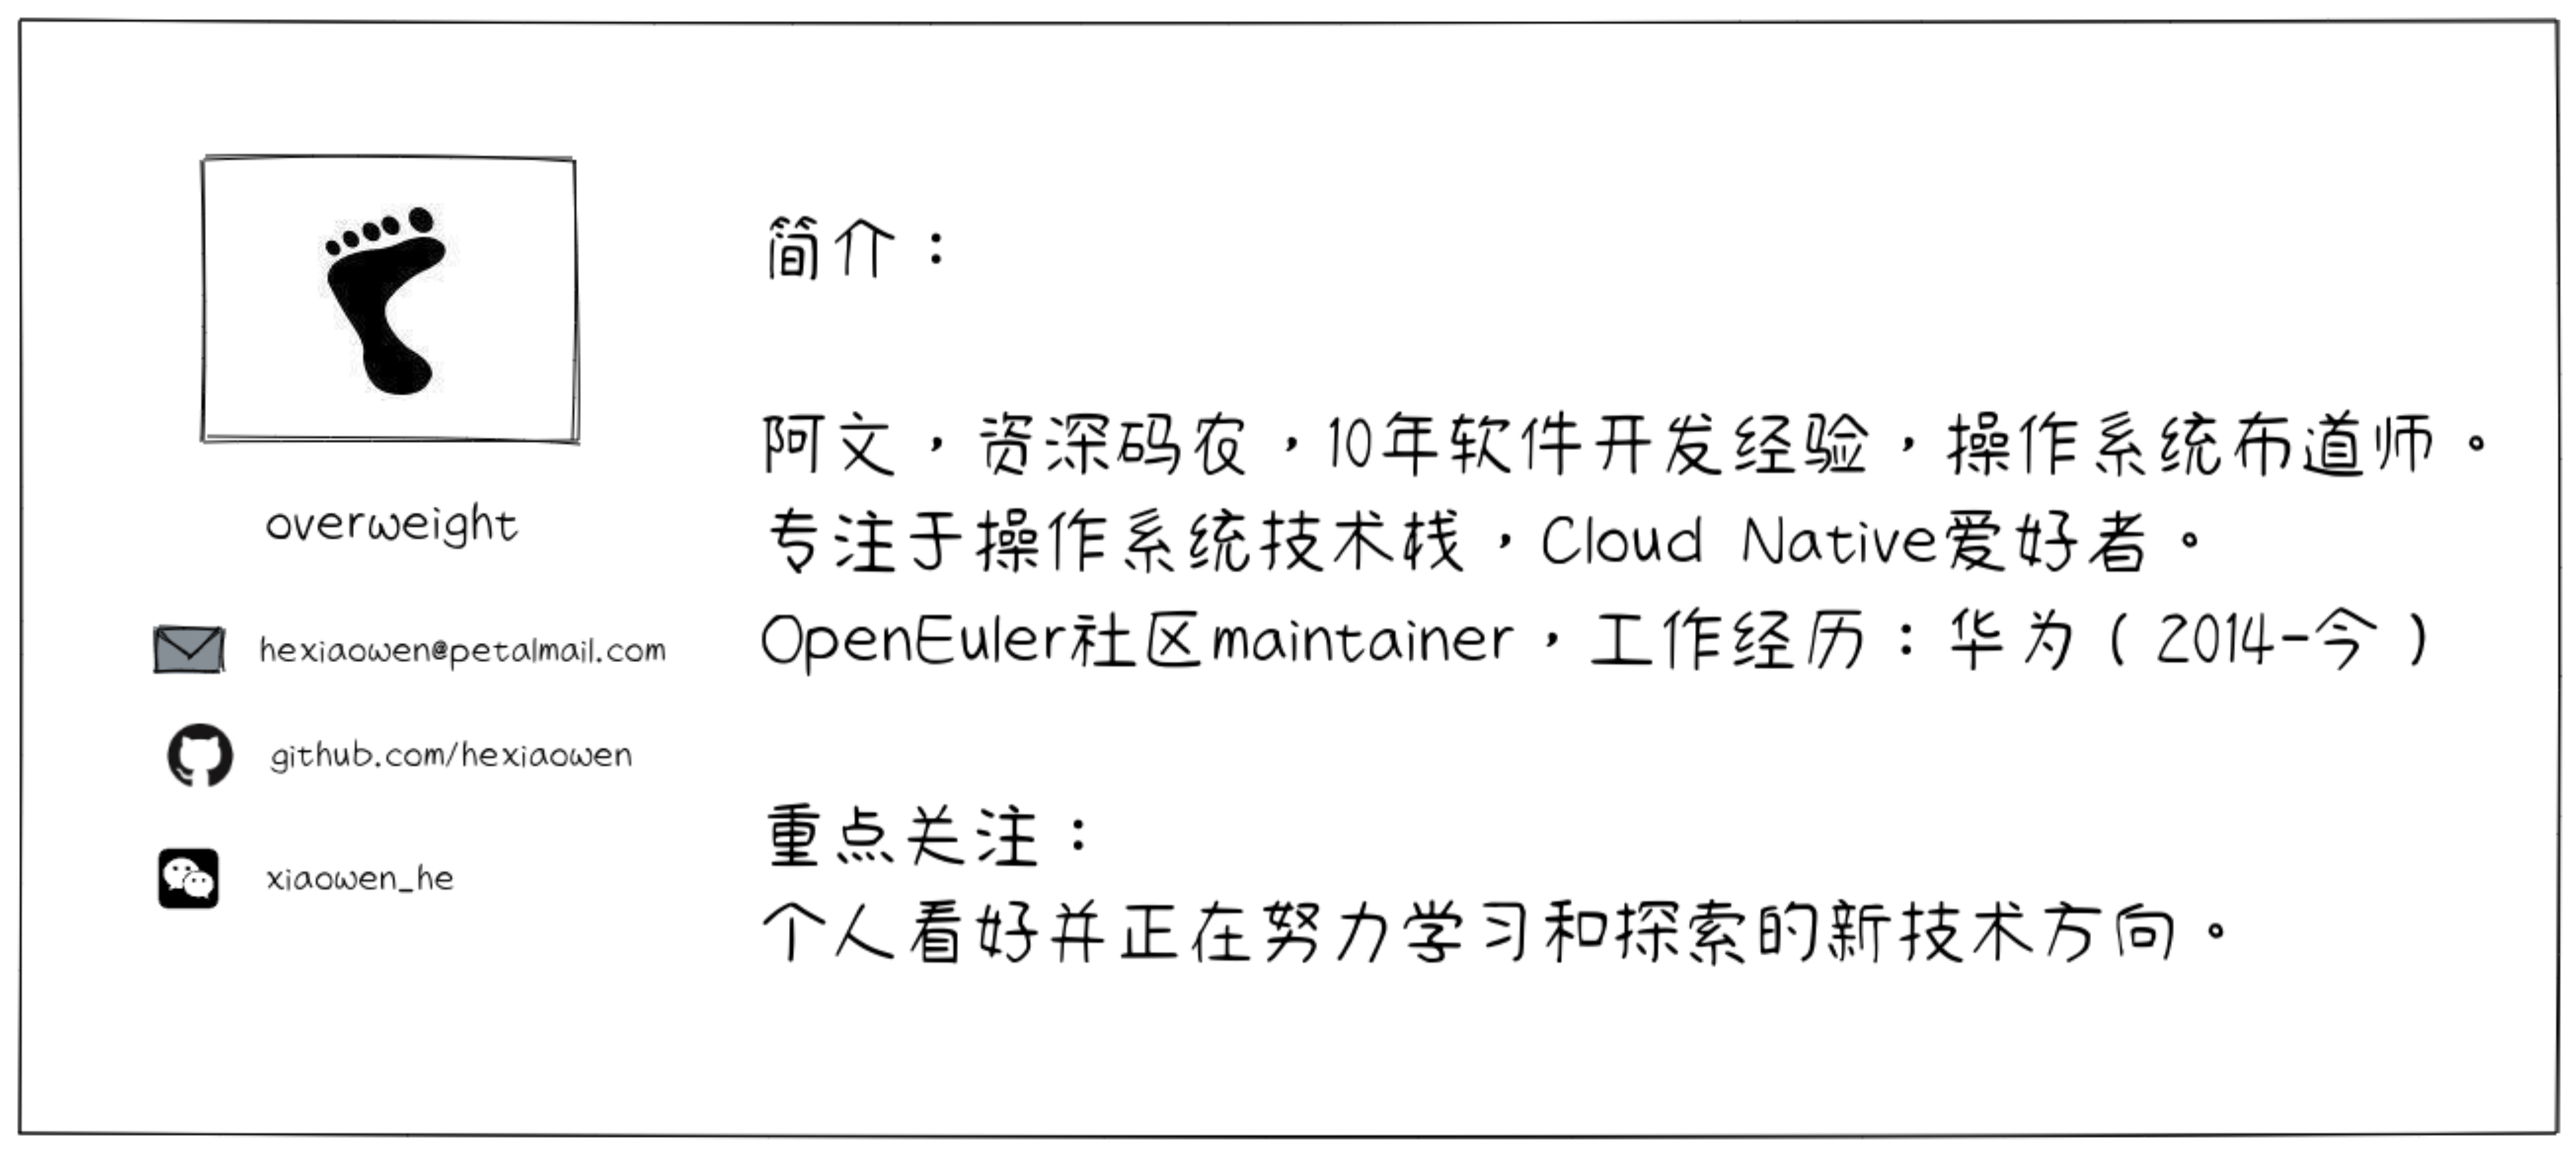 overweight
hexiaowen@petalmail.com
github.com/hexiaowen
xiaowen_he
简介：
阿文，资深码农，10年软件开发经验，操作系统布道师。
专注于操作系统技术栈，Cloud Native爱好者。
OpenEuler社区maintainer，工作经历：华为（2014-今）
重点关注：
个人看好并正在努力学习和探索的新技术方向。